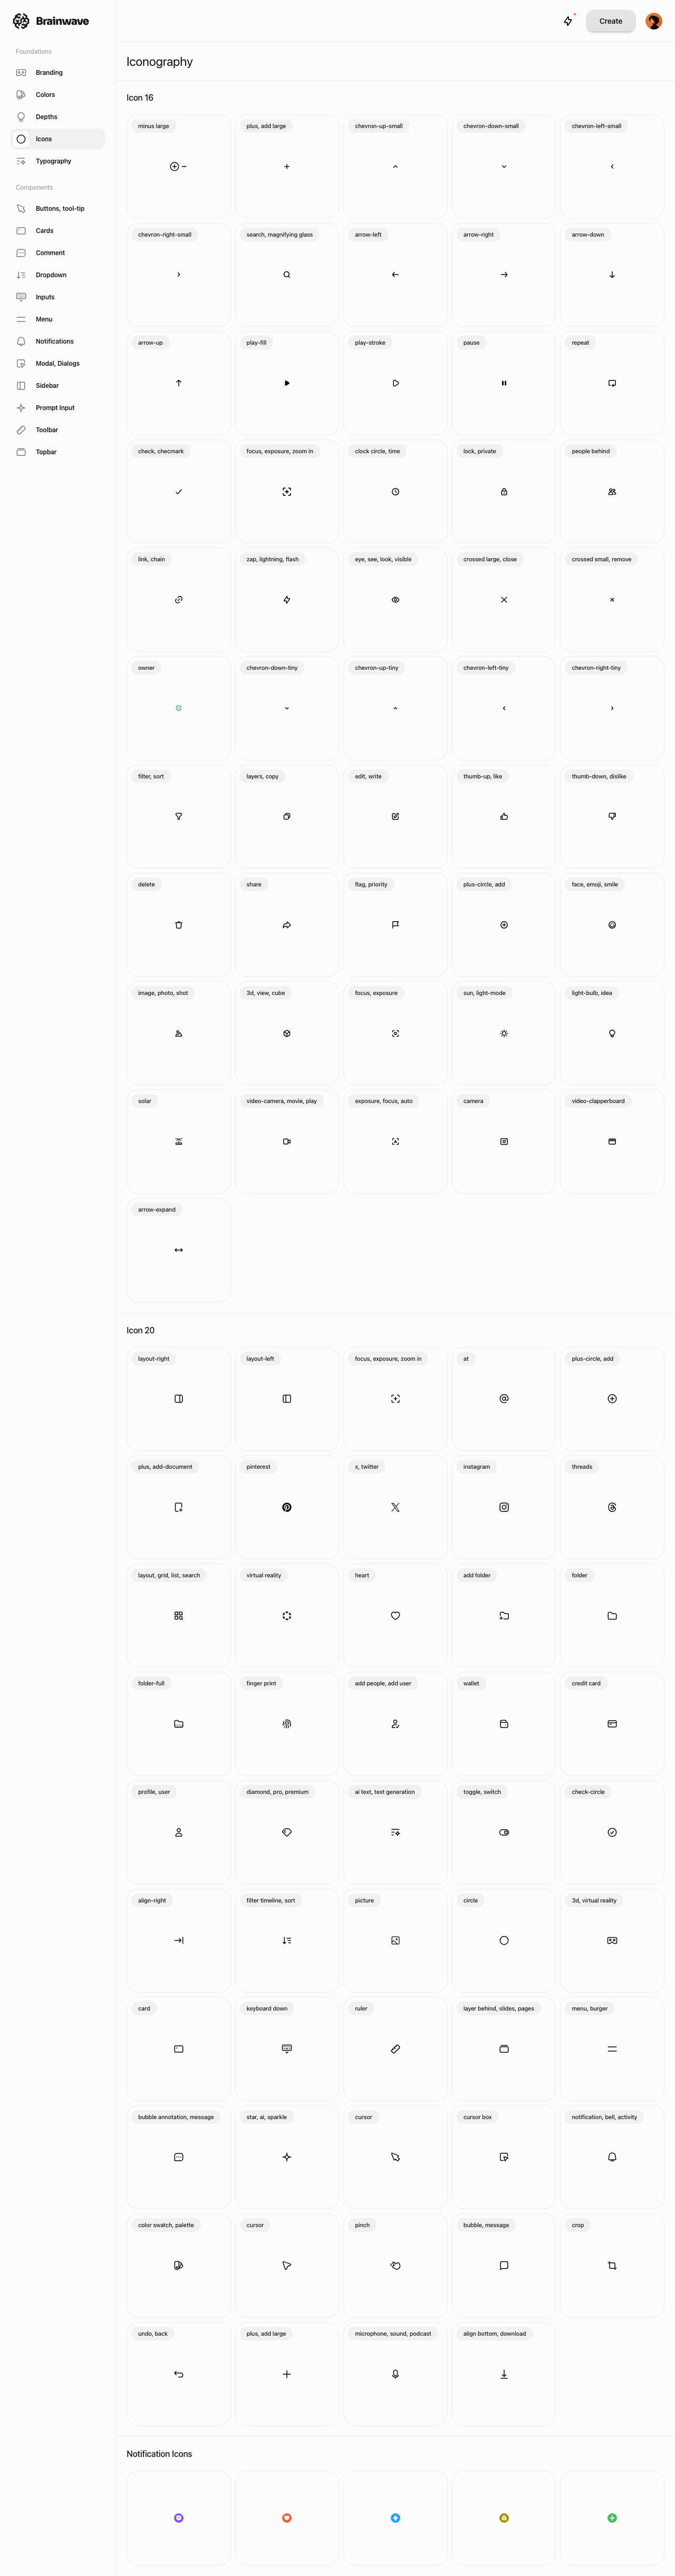 Brainwave
Create
Foundations
Branding
Colors
Depths
Icons
Typography
Components
Buttons, tool-tip
Cards
Comment
Dropdown
Inputs
Menu
Notifications
Modal, Dialogs
Sidebar
Prompt Input
Toolbar
Topbar
Iconography
Icon 16
minus large
plus, add large
chevron-up-small
chevron-down-small
chevron-left-small
chevron-right-small
search, magnifying glass
arrow-left
arrow-right
arrow-down
arrow-up
play-fill
play-stroke
pause
repeat
check, checmark
focus, exposure, zoom in
clock circle, time
lock, private
people behind
link, chain
zap, lightning, flash
eye, see, look, visible
crossed large, close
crossed small, remove
owner
chevron-down-tiny
chevron-up-tiny
chevron-left-tiny
chevron-right-tiny
filter, sort
layers, copy
edit, write
thumb-up, like
thumb-down, dislike
delete
share
flag, priority
plus-circle, add
face, emoji, smile
image, photo, shot
3d, view, cube
focus, exposure
sun, light-mode
light-bulb, idea
solar
video-camera, movie, play
exposure, focus, auto
camera
video-clapperboard
arrow-expand
Icon 20
layout-right
layout-left
focus, exposure, zoom in
at
plus-circle, add
plus, add-document
pinterest
x, twitter
instagram
threads
layout, grid, list, search
virtual reality
heart
add folder
folder
folder-full
finger print
add people, add user
wallet
credit card
profile, user
diamond, pro, premium
ai text, text generation
toggle, switch
check-circle
align-right
filter timeline, sort
picture
circle
3d, virtual reality
card
keyboard down
ruler
layer behind, slides, pages
menu, burger
bubble annotation, message
star, ai, sparkle
cursor
cursor box
notification, bell, activity
color swatch, palette
cursor
pinch
bubble, message
crop
undo, back
plus, add large
microphone, sound, podcast
align bottom, download
Notification Icons